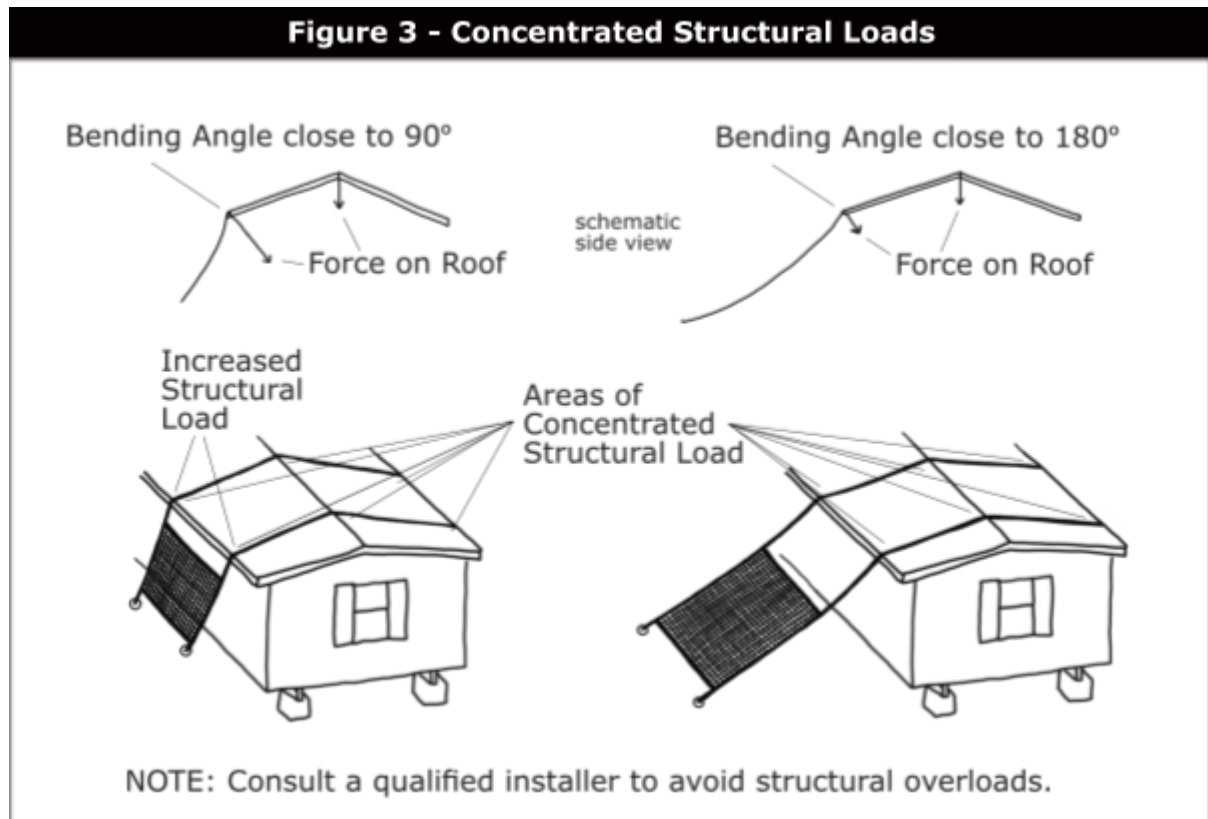 Figure 3 - Concentrated Structural Loads
Bending Angle close to 90º
Bending Angle close to 180º
schematic
side view
Force on Roof
Force on Roof
Increased
Structural
Load
Areas of
Concentrated
Structural Load
NOTE: Consult a qualified installer to avoid structural overloads.